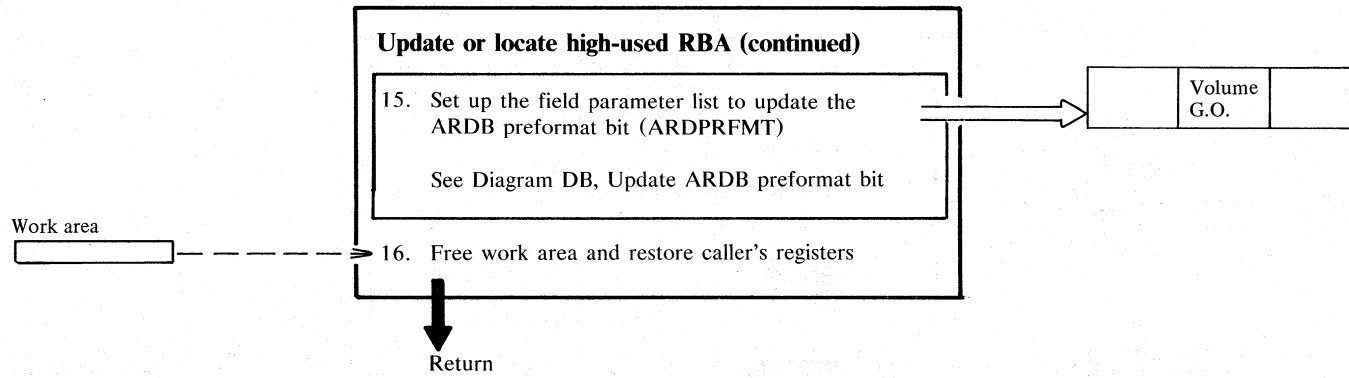 Update or locate high-used RBA (continued)
15. Set up the field parameter list to update the
ARDB preformat bit (ARDPRFMT)
See Diagram DB, Update ARDB preformat bit
Volume
G.O.
Work area
16. Free work area and restore caller's registers
Return